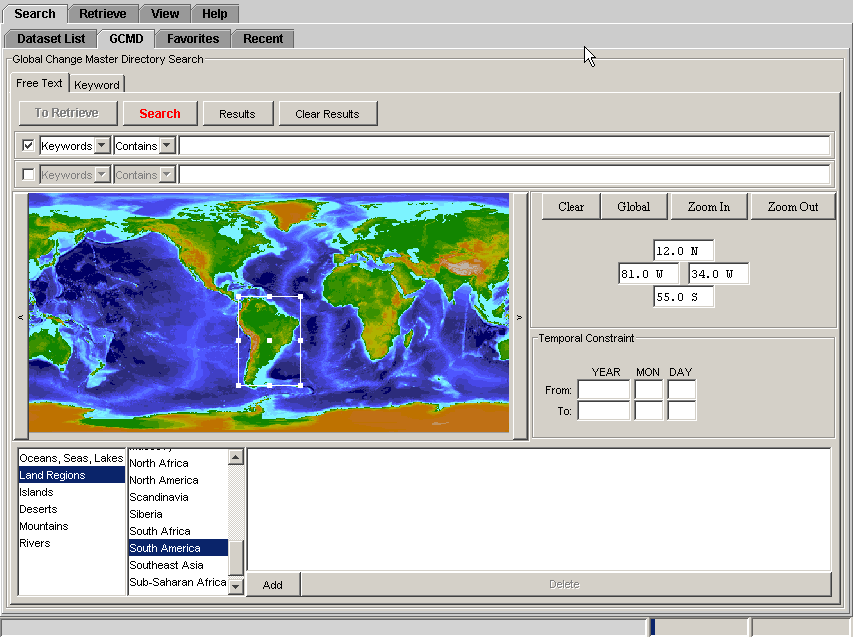 Search Retrieve View Help
Dataset List GCMD Favorites Recent
Global Change Master Directory Search
Free Text Keyword
To Retrieve Search Results Clear Results
Keywords Contains
Keywords Contains
Clear Global Zoom In Zoom Out
12.0 N
81.0 W 34.0 W
55.0 S
< >
Temporal Constraint
YEAR MON DAY
From:
To:
Oceans, Seas, Lakes
Land Regions
Islands
Deserts
Mountains
Rivers
North Africa
North America
Scandinavia
Siberia
South Africa
South America
Southeast Asia
Sub-Saharan Africa
Add Delete